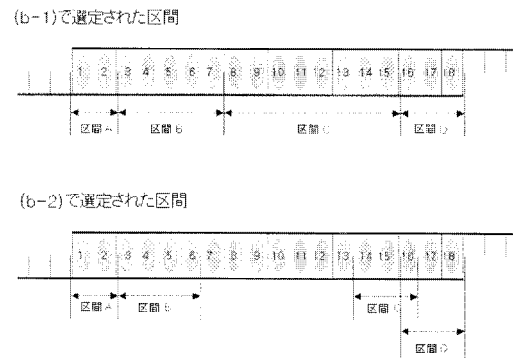 (b-1)で選定された区間
1 2 3 4 5 6 7 8 9 10 11 12 13 14 15 16 17 18
区間A 区間B 区間C 区間D
(b-2)で選定された区間
1 2 3 4 5 6 7 8 9 10 11 12 13 14 15 16 17 18
区間A 区間B 区間C
区間D